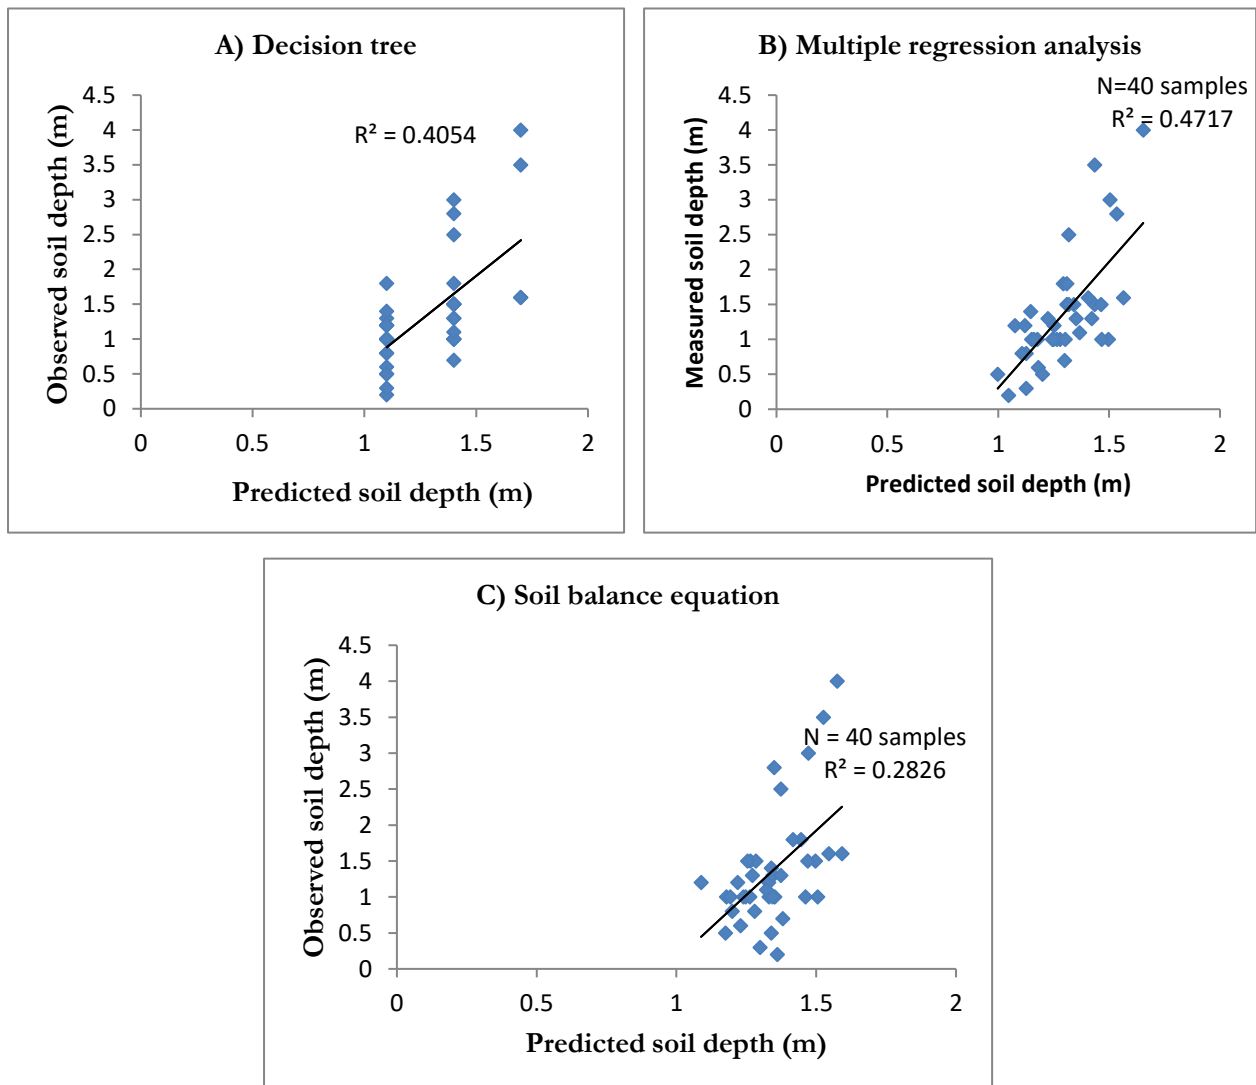 A) Decision tree
R² = 0.4054
Observed soil depth (m)
4.5
4
3.5
3
2.5
2
1.5
1
0.5
0
0 0.5 1 1.5 2
Predicted soil depth (m)
B) Multiple regression analysis
N=40 samples
R² = 0.4717
Measured soil depth (m)
4.5
4
3.5
3
2.5
2
1.5
1
0.5
0
0 0.5 1 1.5 2
Predicted soil depth (m)
C) Soil balance equation
N = 40 samples
R² = 0.2826
Observed soil depth (m)
4.5
4
3.5
3
2.5
2
1.5
1
0.5
0
0 0.5 1 1.5 2
Predicted soil depth (m)